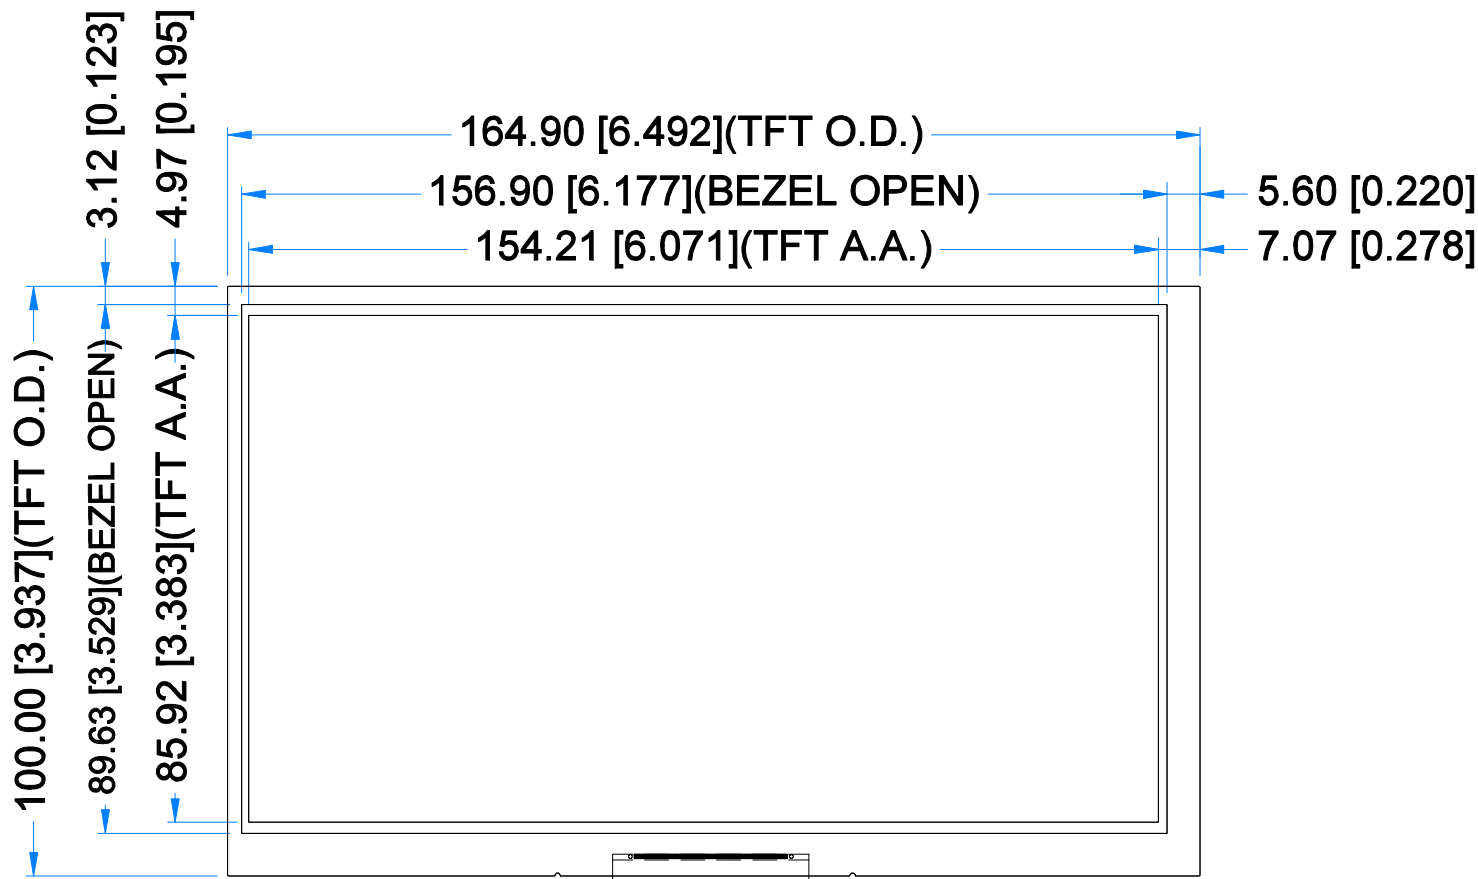 3.12 [0.123]
4.97 [0.195]
164.90 [6.492](TFT O.D.)
156.90 [6.177](BEZEL OPEN)
5.60 [0.220]
154.21 [6.071](TFT A.A.)
7.07 [0.278]
100.00 [3.937](TFT O.D.)
89.63 [3.529](BEZEL OPEN)
85.92 [3.383](TFT A.A.)